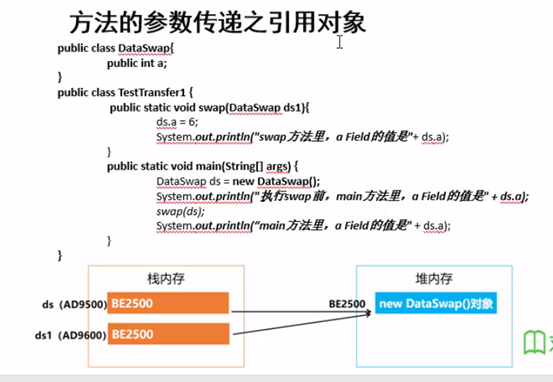 方法的参数传递之引用对象
public class DataSwap{
public int a;
}
public class TestTransfer1 {
public static void swap(DataSwap ds1){
ds.a = 6;
System.out.println("swap方法里，a Field的值是"+ ds.a);
}
public static void main(String[] args) {
DataSwap ds = new DataSwap();
System.out.println("执行swap前，main方法里，a Field的值是" + ds.a);
swap(ds);
System.out.println(“main方法里，a Field的值是" + ds.a);
}
}
栈内存
堆内存
ds（AD9500） BE2500
BE2500 new DataSwap()对象
ds1（AD9600） BE2500